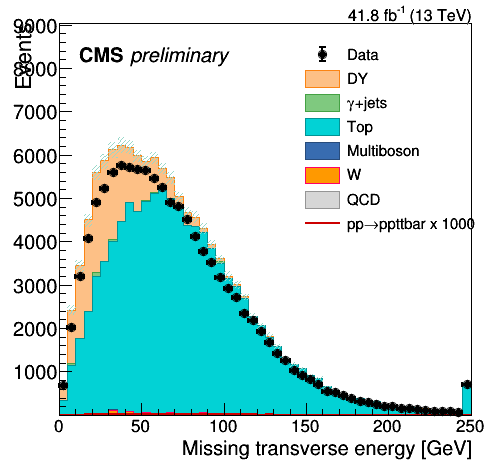 41.8 fb⁻¹ (13 TeV)
Events
9000
8000
7000
6000
5000
4000
3000
2000
1000
CMS preliminary
Data
DY
γ+jets
Top
Multiboson
W
QCD
pp→ppttbar x 1000
0 50 100 150 200 250
Missing transverse energy [GeV]